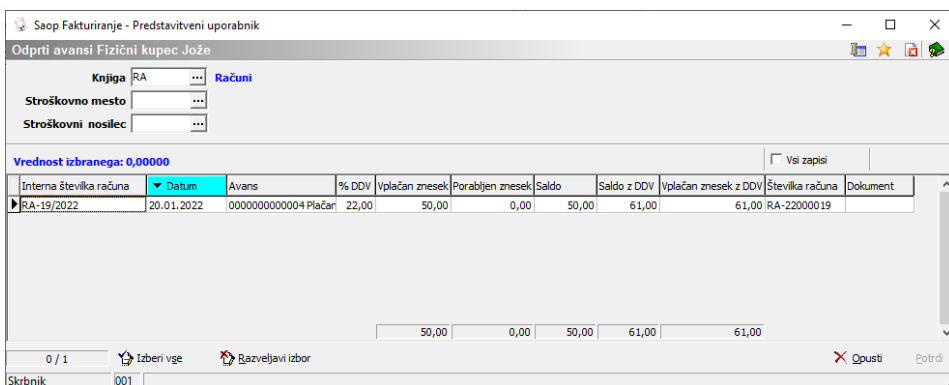 Saop Fakturiranje - Predstavitveni uporabnik
Odprti avansi Fizični kupec Jože
Knjiga RA ... Računi
Stroškovno mesto ...
Stroškovni nosilec ...
Vrednost izbranega: 0,00000 Vsi zapisi
Interna številka računa Datum Avans % DDV Vplačan znesek Porabljen znesek Saldo Saldo z DDV Vplačan znesek z DDV Številka računa Dokument
RA-19/2022 20.01.2022 0000000000004 Plačan 22,00 50,00 0,00 50,00 61,00 61,00 RA-22000019
50,00 0,00 50,00 61,00 61,00
0 / 1 Izberi vse Razveljavi izbor Opusti Potrdi
Skrbnik 001